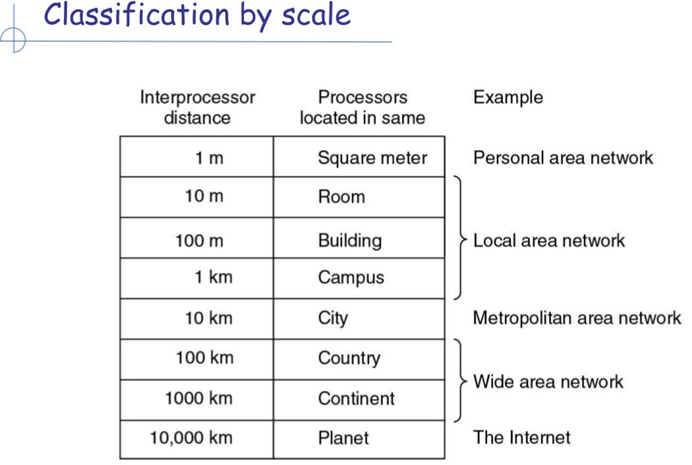 Classification by scale
Interprocessor distance Processors located in same Example
1 m Square meter Personal area network
10 m Room
100 m Building Local area network
1 km Campus
10 km City Metropolitan area network
100 km Country
Wide area network
1000 km Continent
10,000 km Planet The Internet